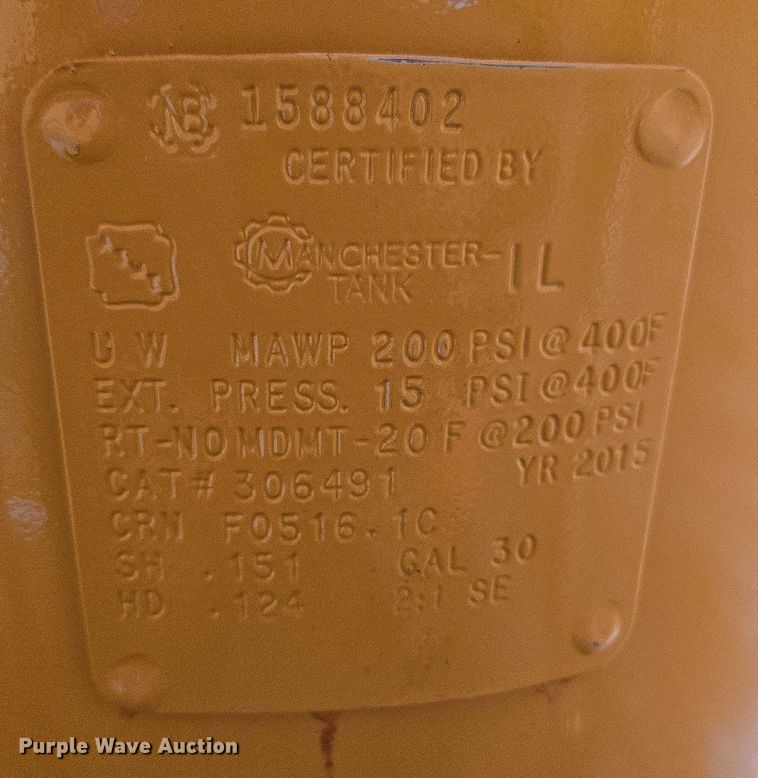 NB 1588402
CERTIFIED BY
MANCHESTER-
TANK
IL
U W MAWP 200 PSI @ 400F
EXT. PRESS. 15 PSI @ 400F
RT-NO MDMT-20 F @ 200 PSI
CAT# 306491 YR 2015
CRN F0516.1C
SH .151 GAL 30
HD .124 2:1 SE
Purple Wave Auction